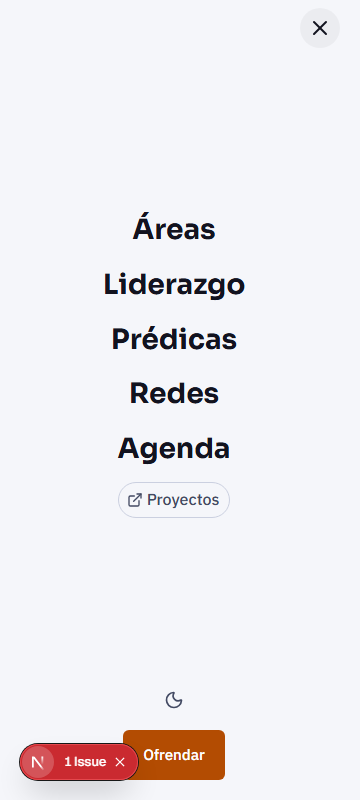 Áreas
Liderazgo
Prédicas
Redes
Agenda
Proyectos
Ofrendar
N 1 Issue